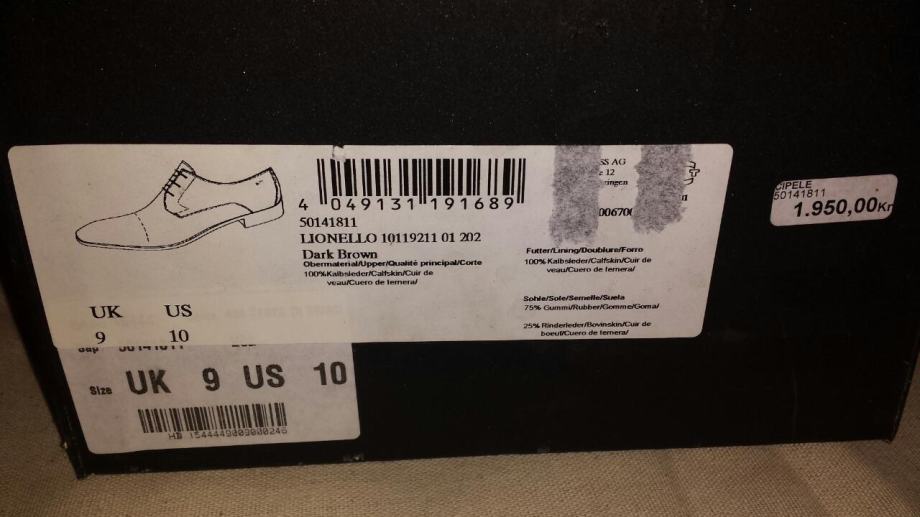 4 049131 191689
50141811
LIONELLO 10119211 01 202
Dark Brown
Obermaterial/Upper/Qualité principal/Corte
100%Kalbsleder/Calfskin/Cuir de
veau/Cuero de ternera/
SS AG
12
Futter/Lining/Doublure/Forro
100%Kalbsleder/Calfskin/Cuir de
veau/Cuero de ternera/
Sohle/Sole/Semelle/Suela
75% Gummi/Rubber/Gomme/Goma/
25% Rinderleder/Bovinskin/Cuir de
boeuf/Cuero de ternera/
UK US
9 10
Size UK 9 US 10
CIPELE
50141811
1.950,00Kn